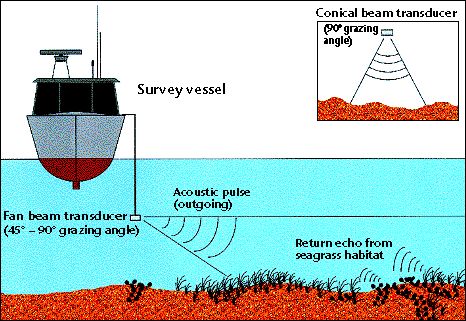 Conical beam transducer
(90° grazing
angle)
Survey vessel
Acoustic pulse
(outgoing)
Fan beam transducer
(45° – 90° grazing angle)
Return echo from
seagrass habitat